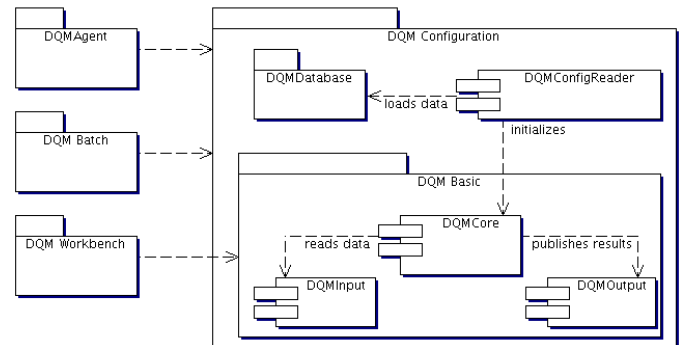 DQMAgent
DQM Configuration
DQMDatabase
DQMConfigReader
loads data
DQM Batch
initializes
DQM Basic
DQM Workbench
DQMCore
reads data
publishes results
DQMInput
DQMOutput